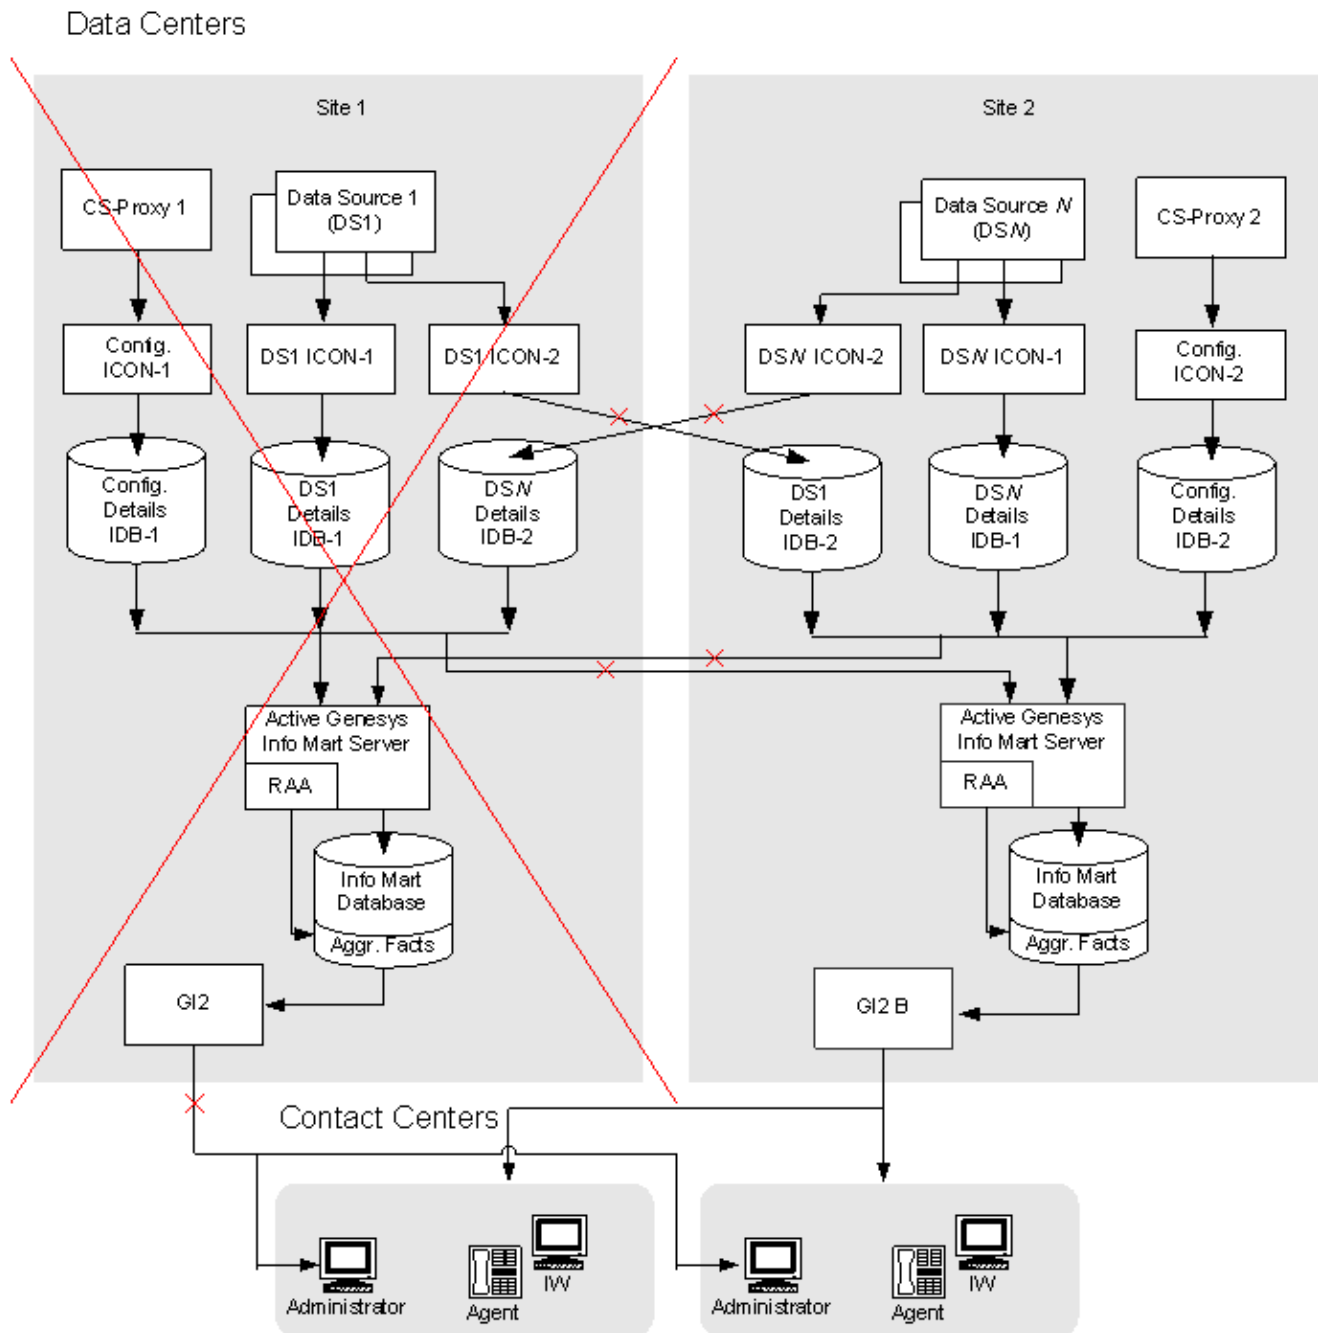 Data Centers
Site 1
CS-Proxy 1
Data Source 1
(DS1)
Config.
ICON-1
DS1 ICON-1
DS1 ICON-2
Config.
Details
IDB-1
DS1
Details
IDB-1
DSN
Details
IDB-2
Active Genesys
Info Mart Server
RAA
Info Mart
Database
Aggr. Facts
GI2
Site 2
Data Source N
(DSN)
CS-Proxy 2
DSN ICON-2
DSN ICON-1
Config.
ICON-2
DS1
Details
IDB-2
DSN
Details
IDB-1
Config.
Details
IDB-2
Active Genesys
Info Mart Server
RAA
Info Mart
Database
Aggr. Facts
GI2 B
Contact Centers
Administrator
Agent
IW
Administrator
Agent
IW